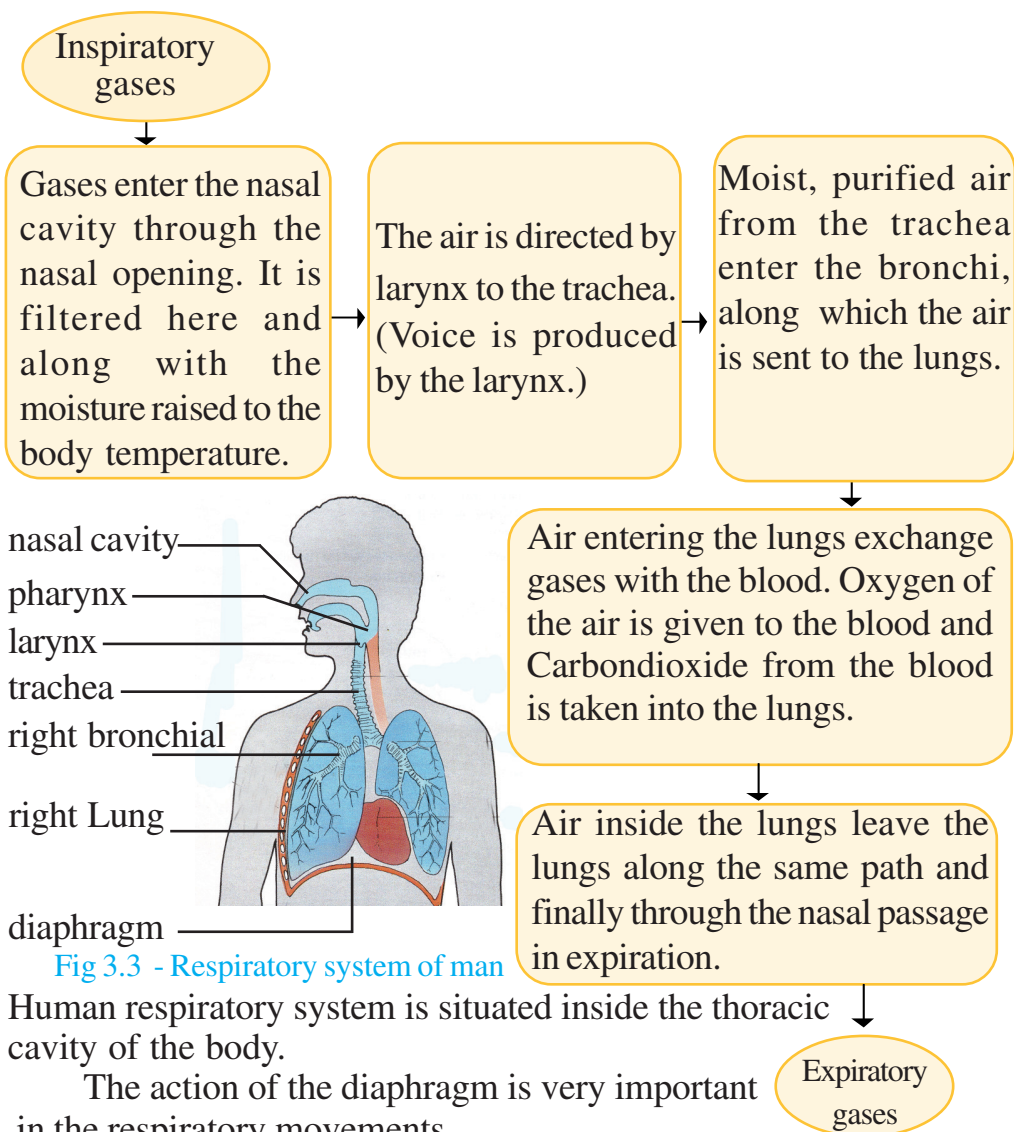 Inspiratory
gases
Gases enter the nasal
cavity through the
nasal opening. It is
filtered here and
along with the
moisture raised to the
body temperature.
The air is directed by
larynx to the trachea.
(Voice is produced
by the larynx.)
Moist, purified air
from the trachea
enter the bronchi,
along which the air
is sent to the lungs.
Air entering the lungs exchange
gases with the blood. Oxygen of
the air is given to the blood and
Carbondioxide from the blood
is taken into the lungs.
Air inside the lungs leave the
lungs along the same path and
finally through the nasal passage
in expiration.
Expiratory
gases
nasal cavity
pharynx
larynx
trachea
right bronchial
right Lung
diaphragm
Fig 3.3 - Respiratory system of man
Human respiratory system is situated inside the thoracic
cavity of the body.
The action of the diaphragm is very important
in the respiratory movements